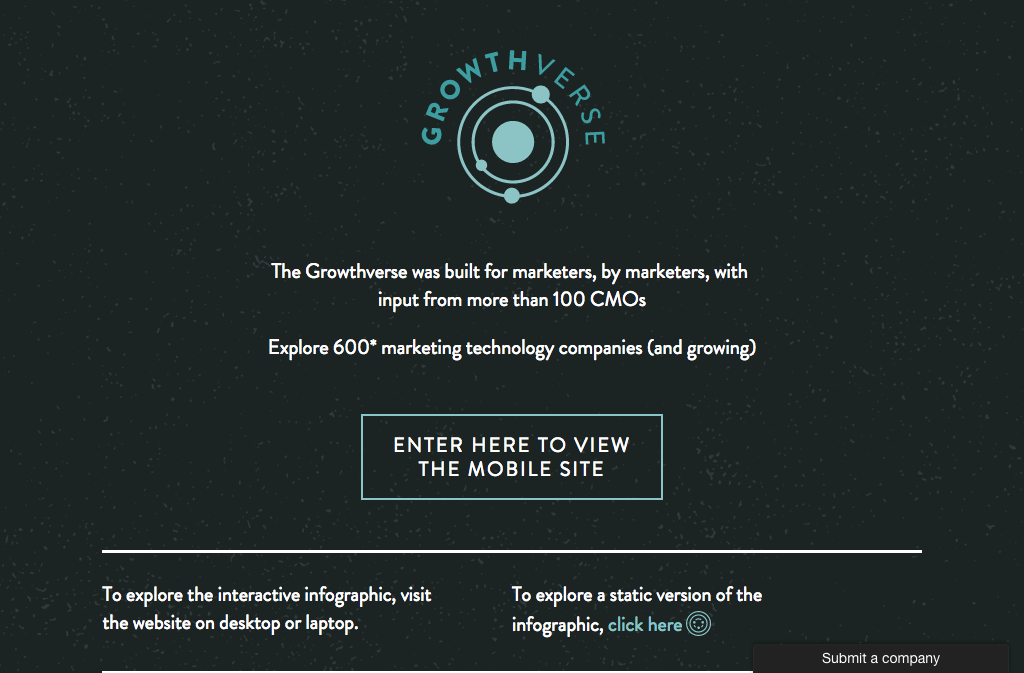 GROWTHVERSE
The Growthverse was built for marketers, by marketers, with
input from more than 100 CMOs
Explore 600* marketing technology companies (and growing)
ENTER HERE TO VIEW
THE MOBILE SITE
To explore the interactive infographic, visit
the website on desktop or laptop.
To explore a static version of the
infographic, click here
Submit a company